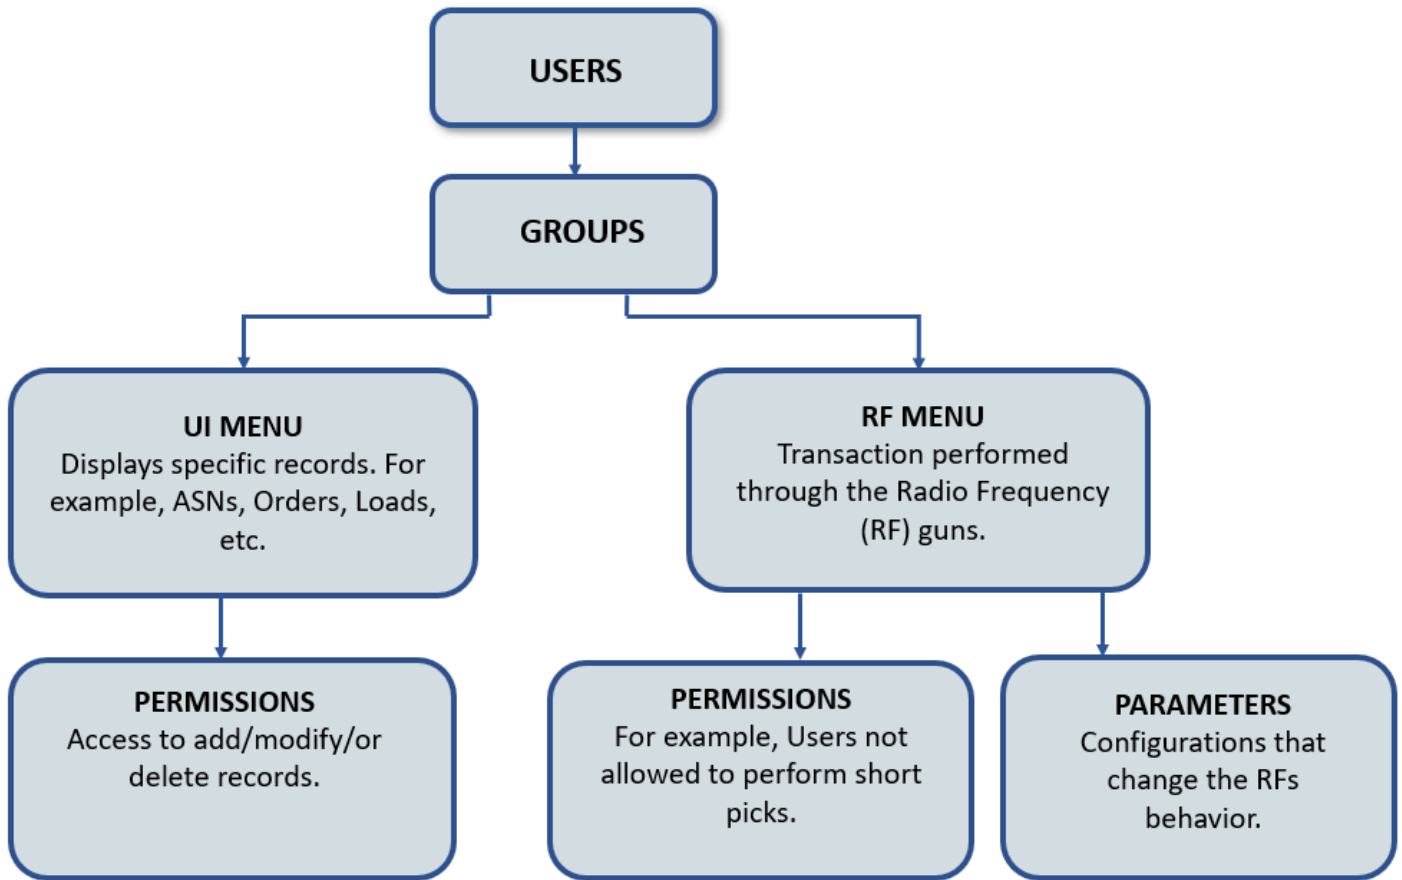 USERS
GROUPS
UI MENU
Displays specific records. For
example, ASNs, Orders, Loads,
etc.
RF MENU
Transaction performed
through the Radio Frequency
(RF) guns.
PERMISSIONS
Access to add/modify/or
delete records.
PERMISSIONS
For example, Users not
allowed to perform short
picks.
PARAMETERS
Configurations that
change the RFs
behavior.